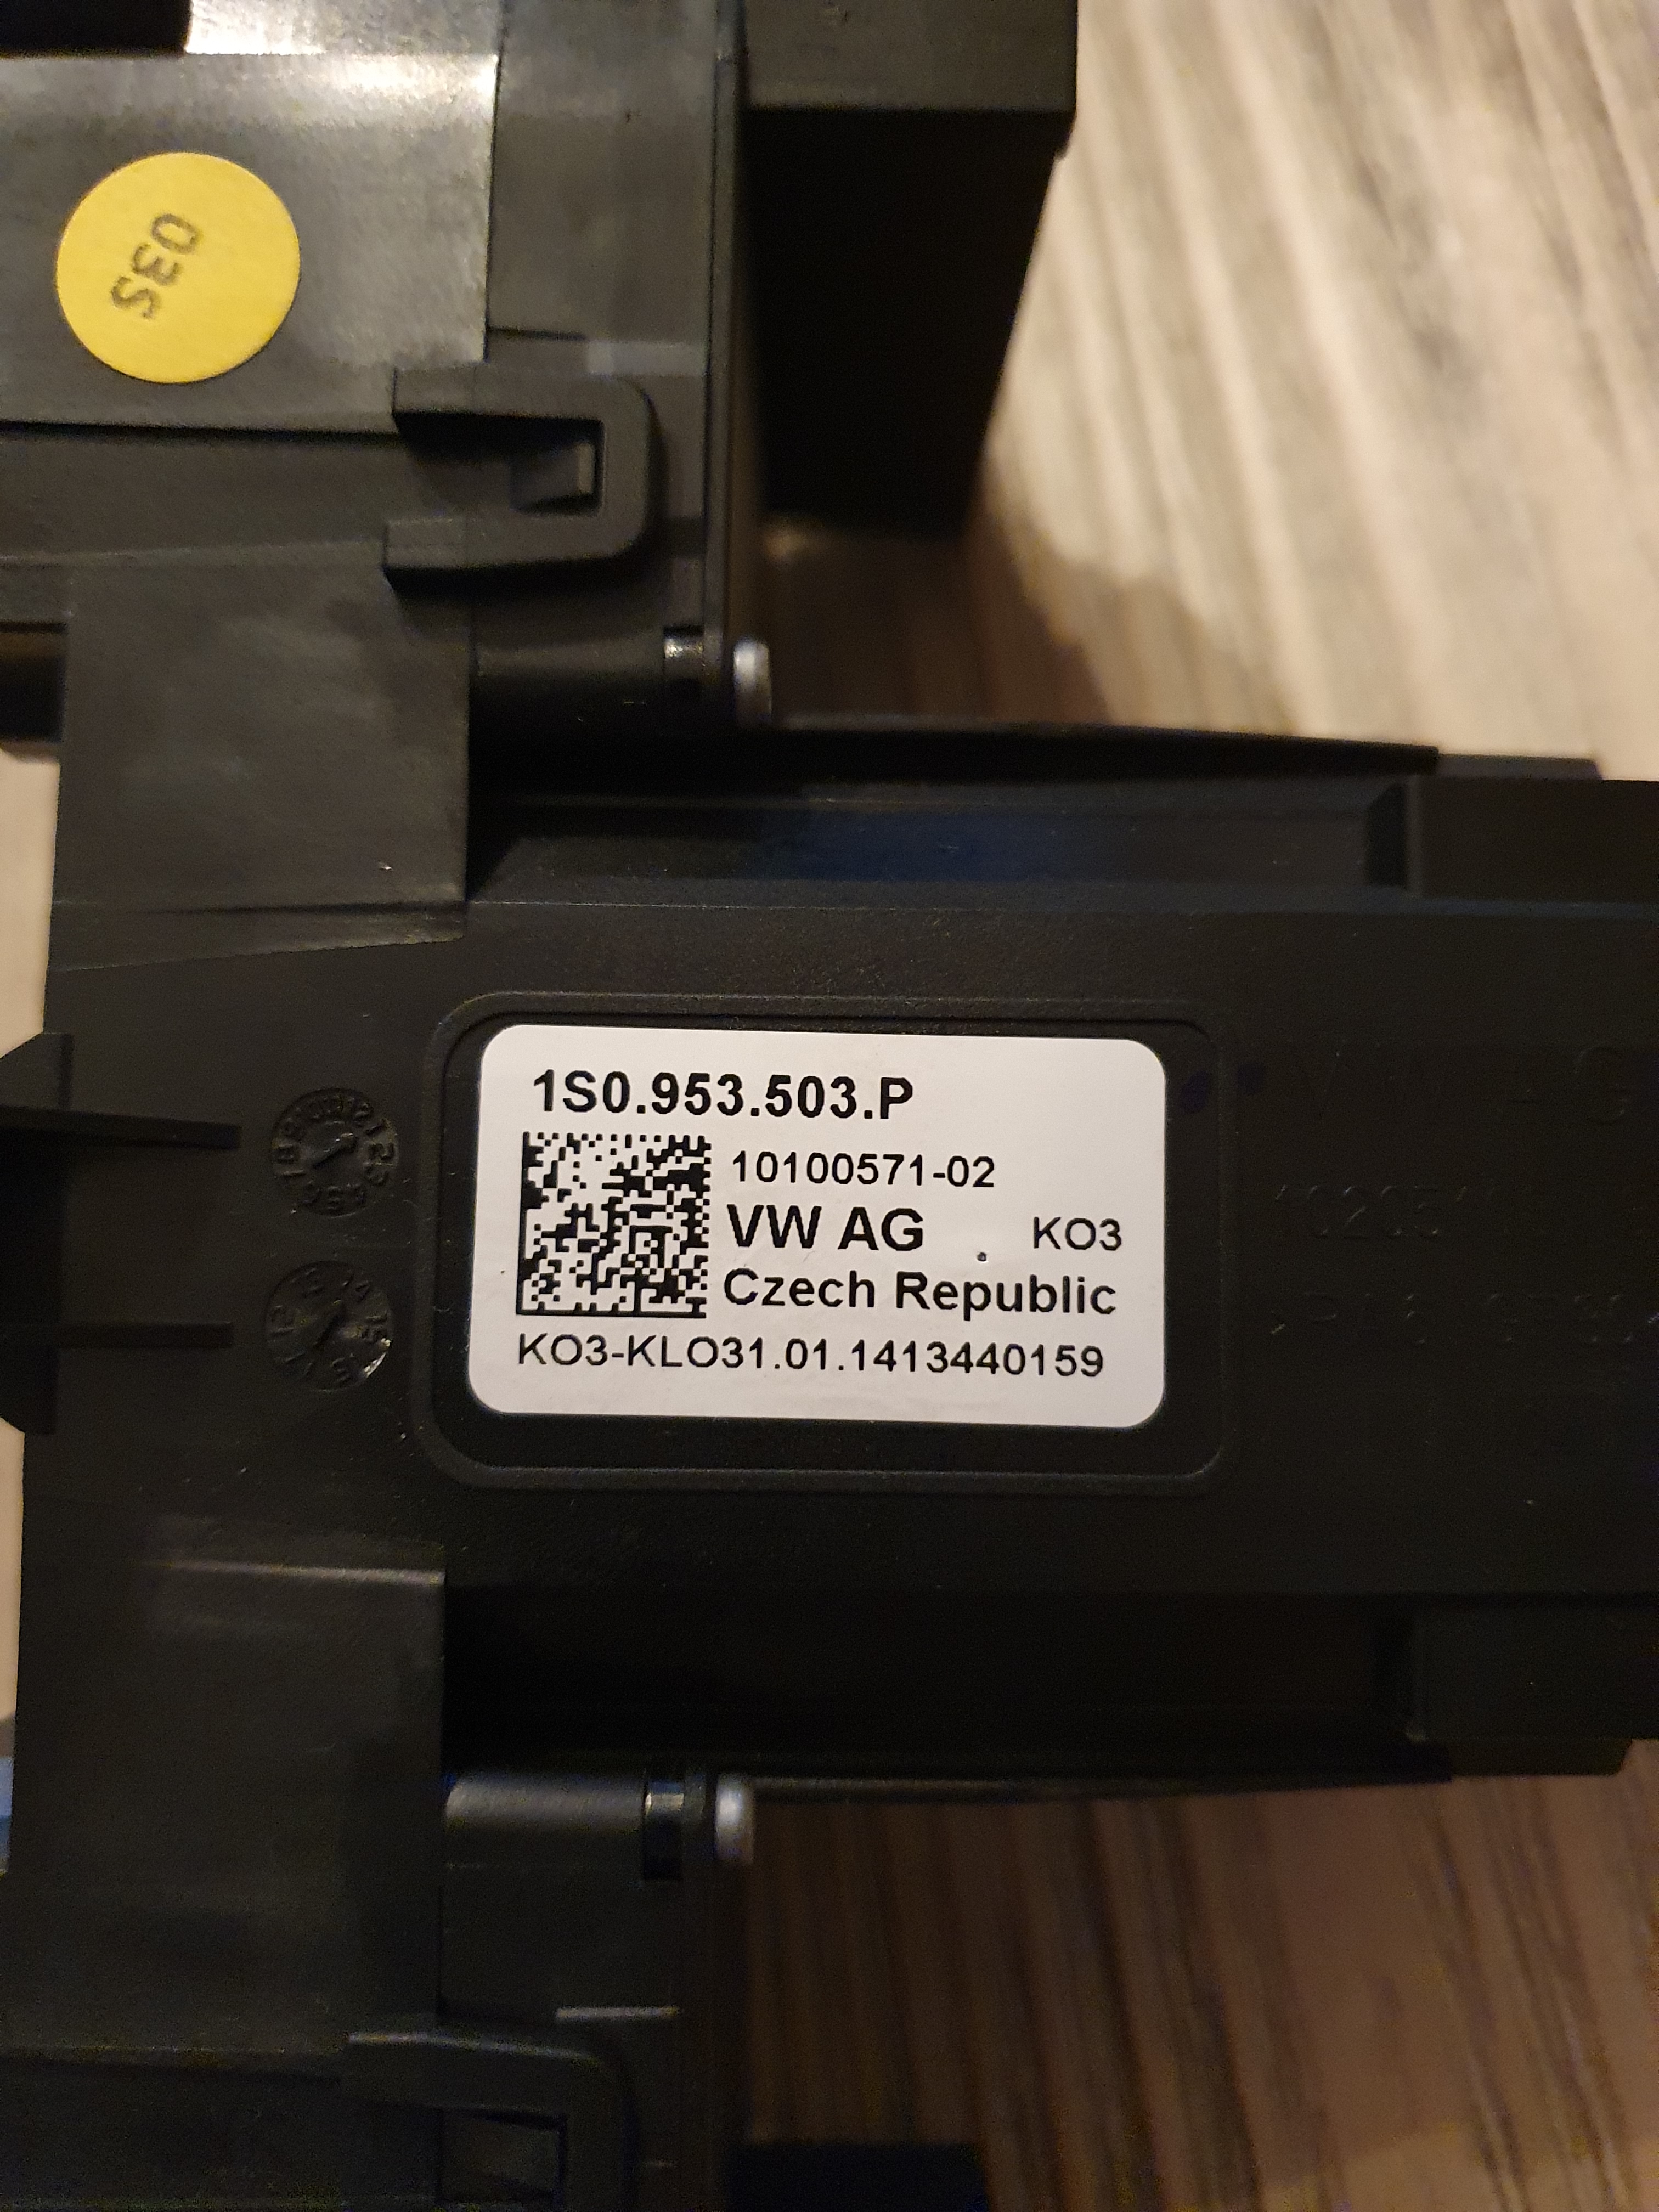 03S
1S0.953.503.P
10100571-02
VW AG KO3
Czech Republic
KO3-KLO31.01.1413440159